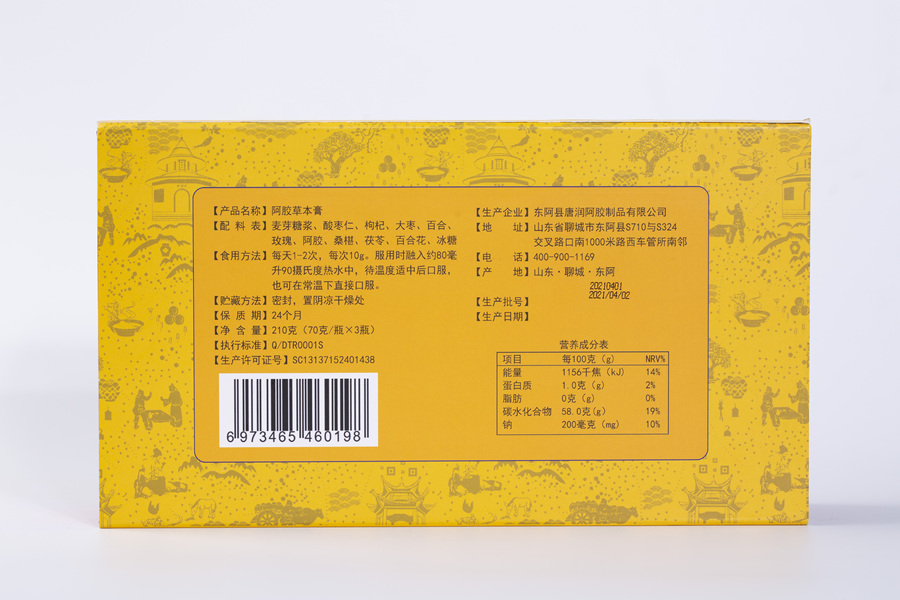 【产品名称】阿胶草本膏
【配 料 表】麦芽糖浆、酸枣仁、枸杞、大枣、百合、
玫瑰、阿胶、桑椹、茯苓、百合花、冰糖
【食用方法】每天1-2次，每次10g。服用时融入约80毫
升90摄氏度热水中，待温度适中后口服，
也可在常温下直接口服。
【贮藏方法】密封，置阴凉干燥处
【保 质 期】24个月
【净 含 量】210克（70克/瓶×3瓶）
【执行标准】Q/DTR0001S
【生产许可证号】SC13137152401438
6 973465 460198
【生产企业】东阿县唐润阿胶制品有限公司
【地 址】山东省聊城市东阿县S710与S324
交叉路口南1000米路西车管所南邻
【电 话】400-900-1169
【产 地】山东·聊城·东阿
20210401
2021/04/02
【生产批号】
【生产日期】
营养成分表
项目 每100克（g） NRV%
能量 1156千焦（kJ） 14%
蛋白质 1.0克（g） 2%
脂肪 0克（g） 0%
碳水化合物 58.0克（g） 19%
钠 200毫克（mg） 10%